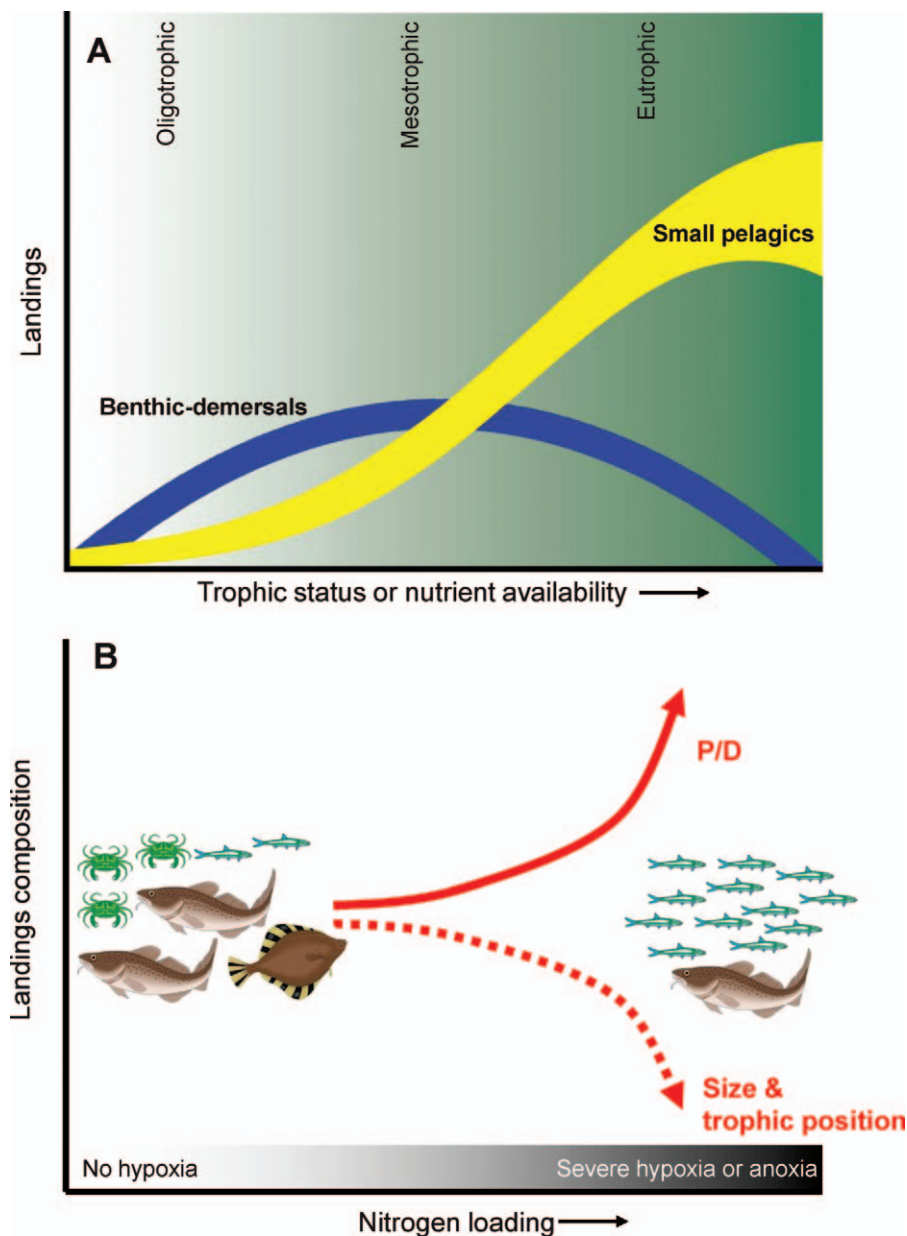 A
Oligotrophic
Mesotrophic
Eutrophic
Landings
Small pelagics
Benthic-demersals
Trophic status or nutrient availability
B
Landings composition
P/D
Size &
trophic position
No hypoxia
Severe hypoxia or anoxia
Nitrogen loading